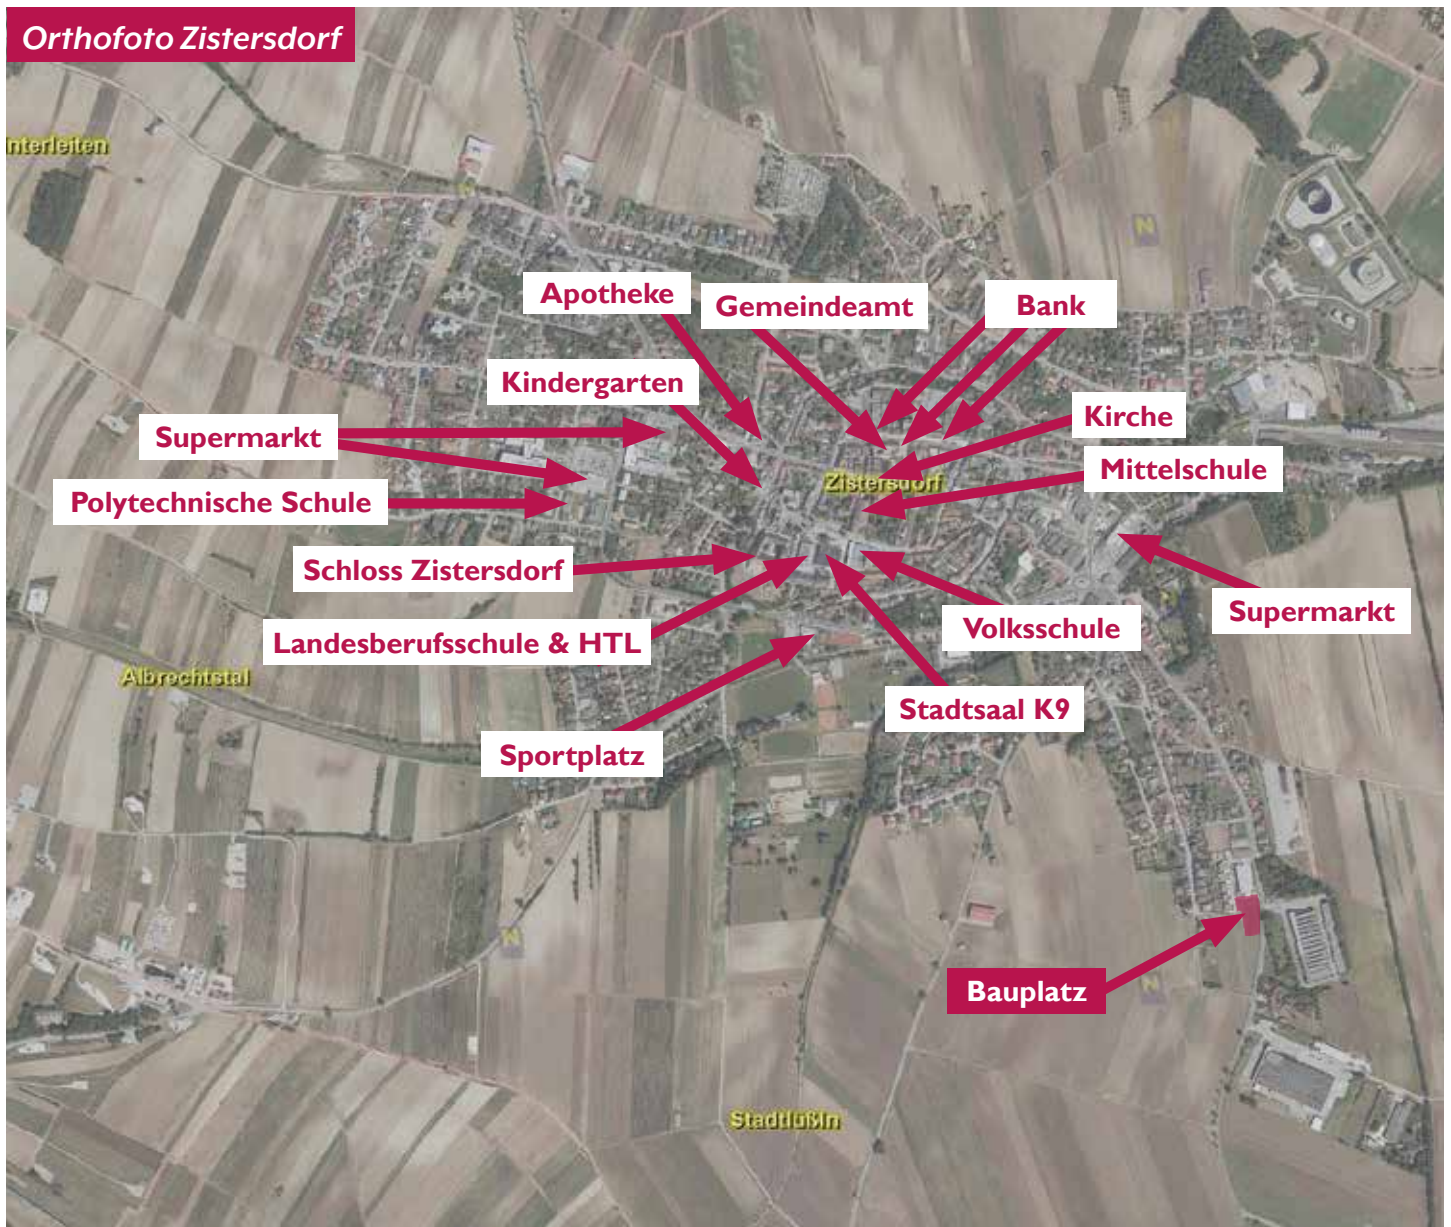 Orthofoto Zistersdorf
interleiten
Apotheke
Gemeindeamt
Bank
Kindergarten
Kirche
Supermarkt
Mittelschule
Zistersdorf
Polytechnische Schule
Schloss Zistersdorf
Supermarkt
Volksschule
Landesberufsschule & HTL
Albrechtstal
Stadtsaal K9
Sportplatz
Bauplatz
Stadtlüßln